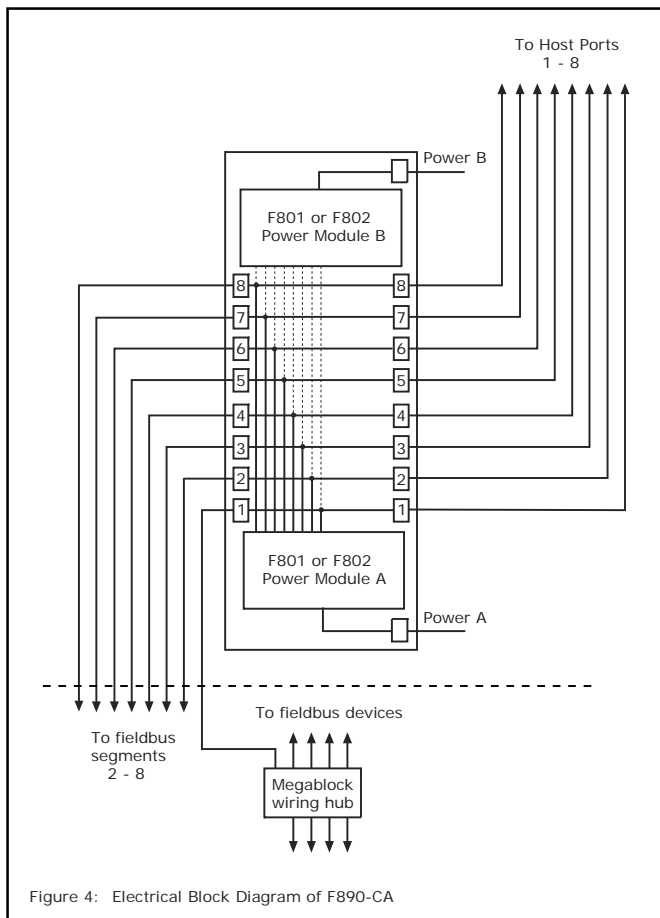 To Host Ports
1 - 8
Power B
F801 or F802
Power Module B
8 8
7 7
6 6
5 5
4 4
3 3
2 2
1 1
F801 or F802
Power Module A
Power A
To fieldbus
segments
2 - 8
To fieldbus devices
Megablock
wiring hub
Figure 4: Electrical Block Diagram of F890-CA